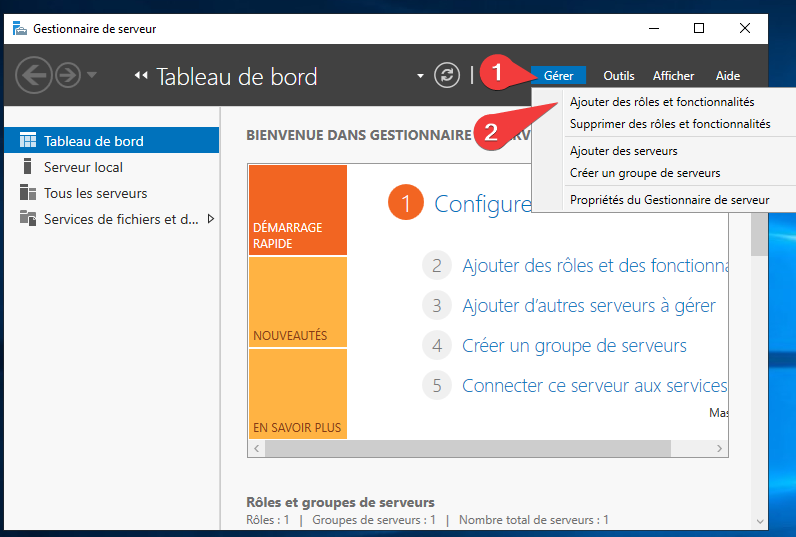 Gestionnaire de serveur
Tableau de bord
1
Gérer
Outils
Afficher
Aide
2
Ajouter des rôles et fonctionnalités
Supprimer des rôles et fonctionnalités
Ajouter des serveurs
Créer un groupe de serveurs
Propriétés du Gestionnaire de serveur
Tableau de bord
Serveur local
Tous les serveurs
Services de fichiers et d...
BIENVENUE DANS GESTIONNAIRE
DÉMARRAGE
RAPIDE
NOUVEAUTÉS
EN SAVOIR PLUS
1 Configure
2 Ajouter des rôles et des fonctionna
3 Ajouter d'autres serveurs à gérer
4 Créer un groupe de serveurs
5 Connecter ce serveur aux services
Mas
Rôles et groupes de serveurs
Rôles : 1 | Groupes de serveurs : 1 | Nombre total de serveurs : 1